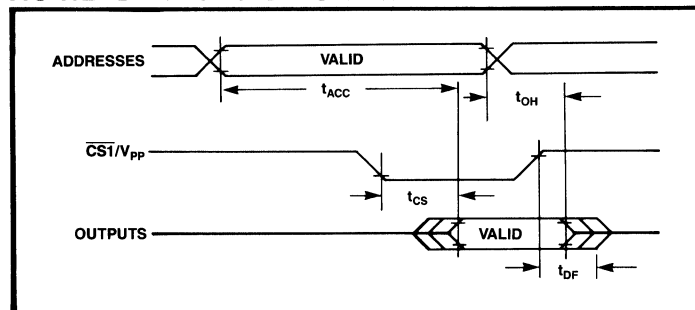 ADDRESSES
VALID
tACC
tOH
CS1/VPP
tCS
OUTPUTS
VALID
tDF